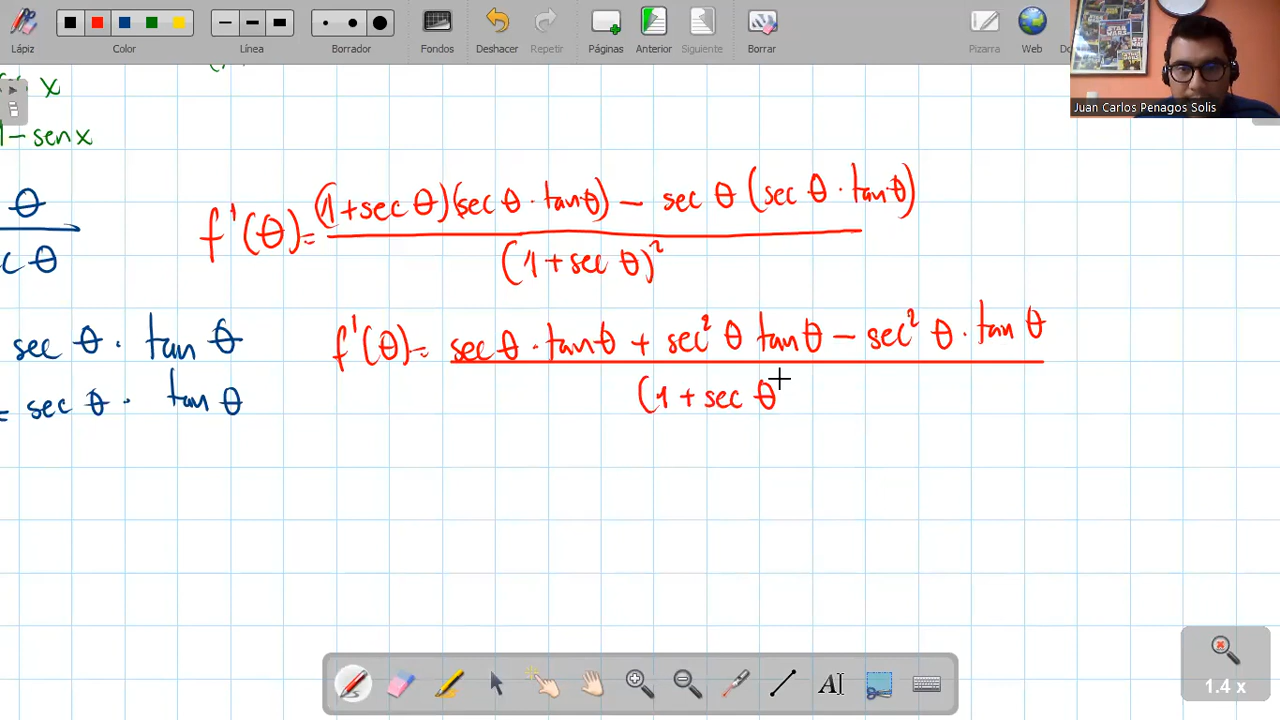 Lápiz Color Línea Borrador Fondos Deshacer Repetir Páginas Anterior Siguiente Borrar Pizarra Web
STAR WARS
Juan Carlos Penagos Solis
x
1 - sen x
θ
c θ
sec θ · tan θ
= sec θ · tan θ
f'(θ) = (1 + sec θ)(sec θ · tan θ) - sec θ (sec θ · tan θ)
(1 + sec θ)²
f'(θ) = sec θ · tan θ + sec² θ tan θ - sec² θ · tan θ
(1 + sec θ
1.4 x